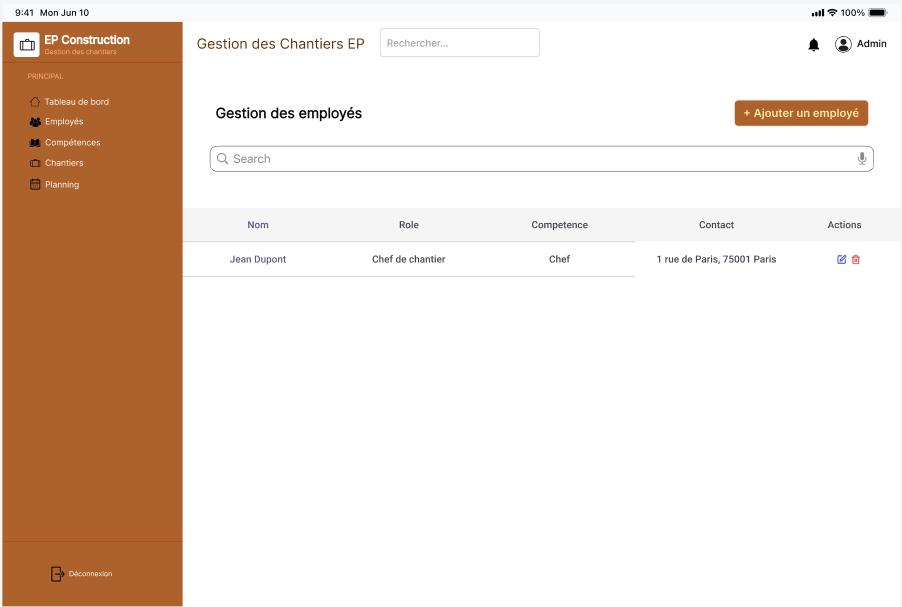 9:41 Mon Jun 10
100%
EP Construction
Gestion des chantiers
Gestion des Chantiers EP
Rechercher...
Admin
PRINCIPAL
Tableau de bord
Employés
Compétences
Chantiers
Planning
Déconnexion
Gestion des employés
+ Ajouter un employé
Search
Nom Role Competence Contact Actions
Jean Dupont Chef de chantier Chef 1 rue de Paris, 75001 Paris